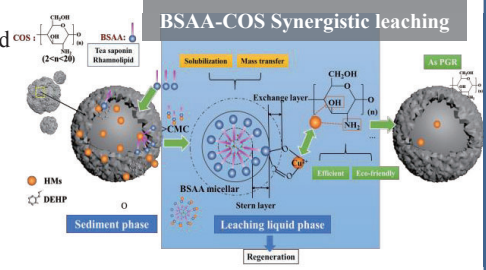 BSAA-COS Synergistic leaching
d
COS :
CH₂OH
O
OH
NH₂
(n)
(2<n<20)
BSAA:
Tea saponin
Rhamnolipid
Solubilization
Mass transfer
As PGR
CH₂OH
Exchange layer
CH₂OH
O
OH
(n)
NH₂
...
>CMC
Cu²⁺
BSAA micellar
Stern layer
Efficient
Eco-friendly
HMs
DEHP
O
Sediment phase
Leaching liquid phase
Regeneration